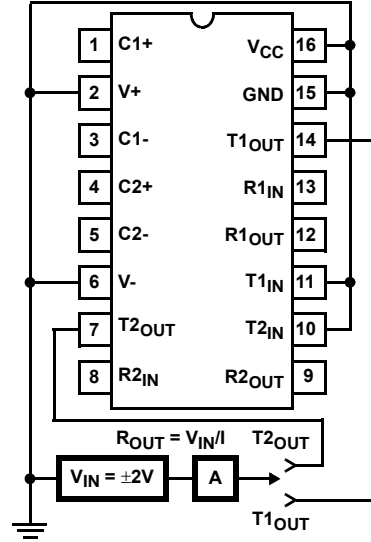 1 C1+ VCC 16
2 V+ GND 15
3 C1- T1OUT 14
4 C2+ R1IN 13
5 C2- R1OUT 12
6 V- T1IN 11
7 T2OUT T2IN 10
8 R2IN R2OUT 9
ROUT = VIN/I T2OUT
VIN = ±2V A
T1OUT